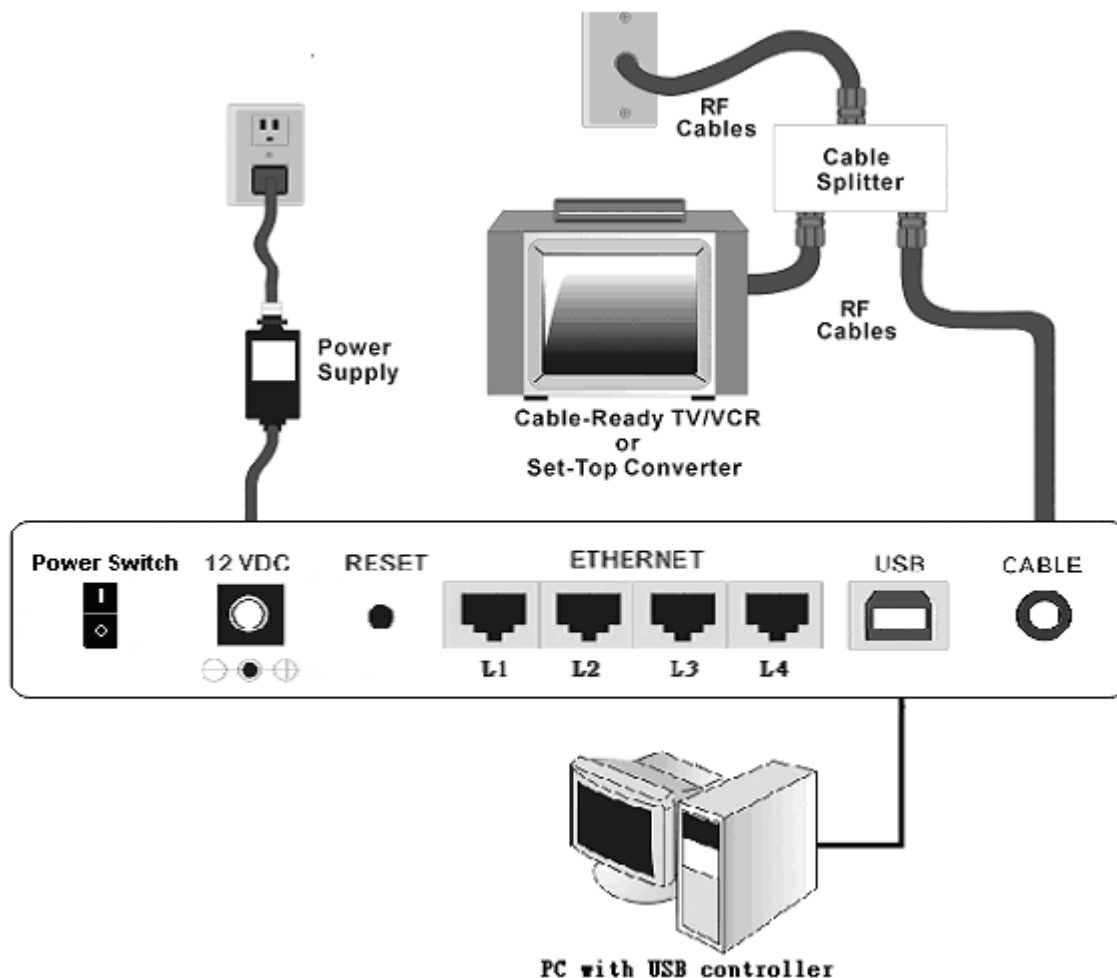 RF
Cables
Cable
Splitter
RF
Cables
Power
Supply
Cable-Ready TV/VCR
or
Set-Top Converter
Power Switch
12 VDC
RESET
ETHERNET
USB
CABLE
I
O
L1
L2
L3
L4
PC with USB controller